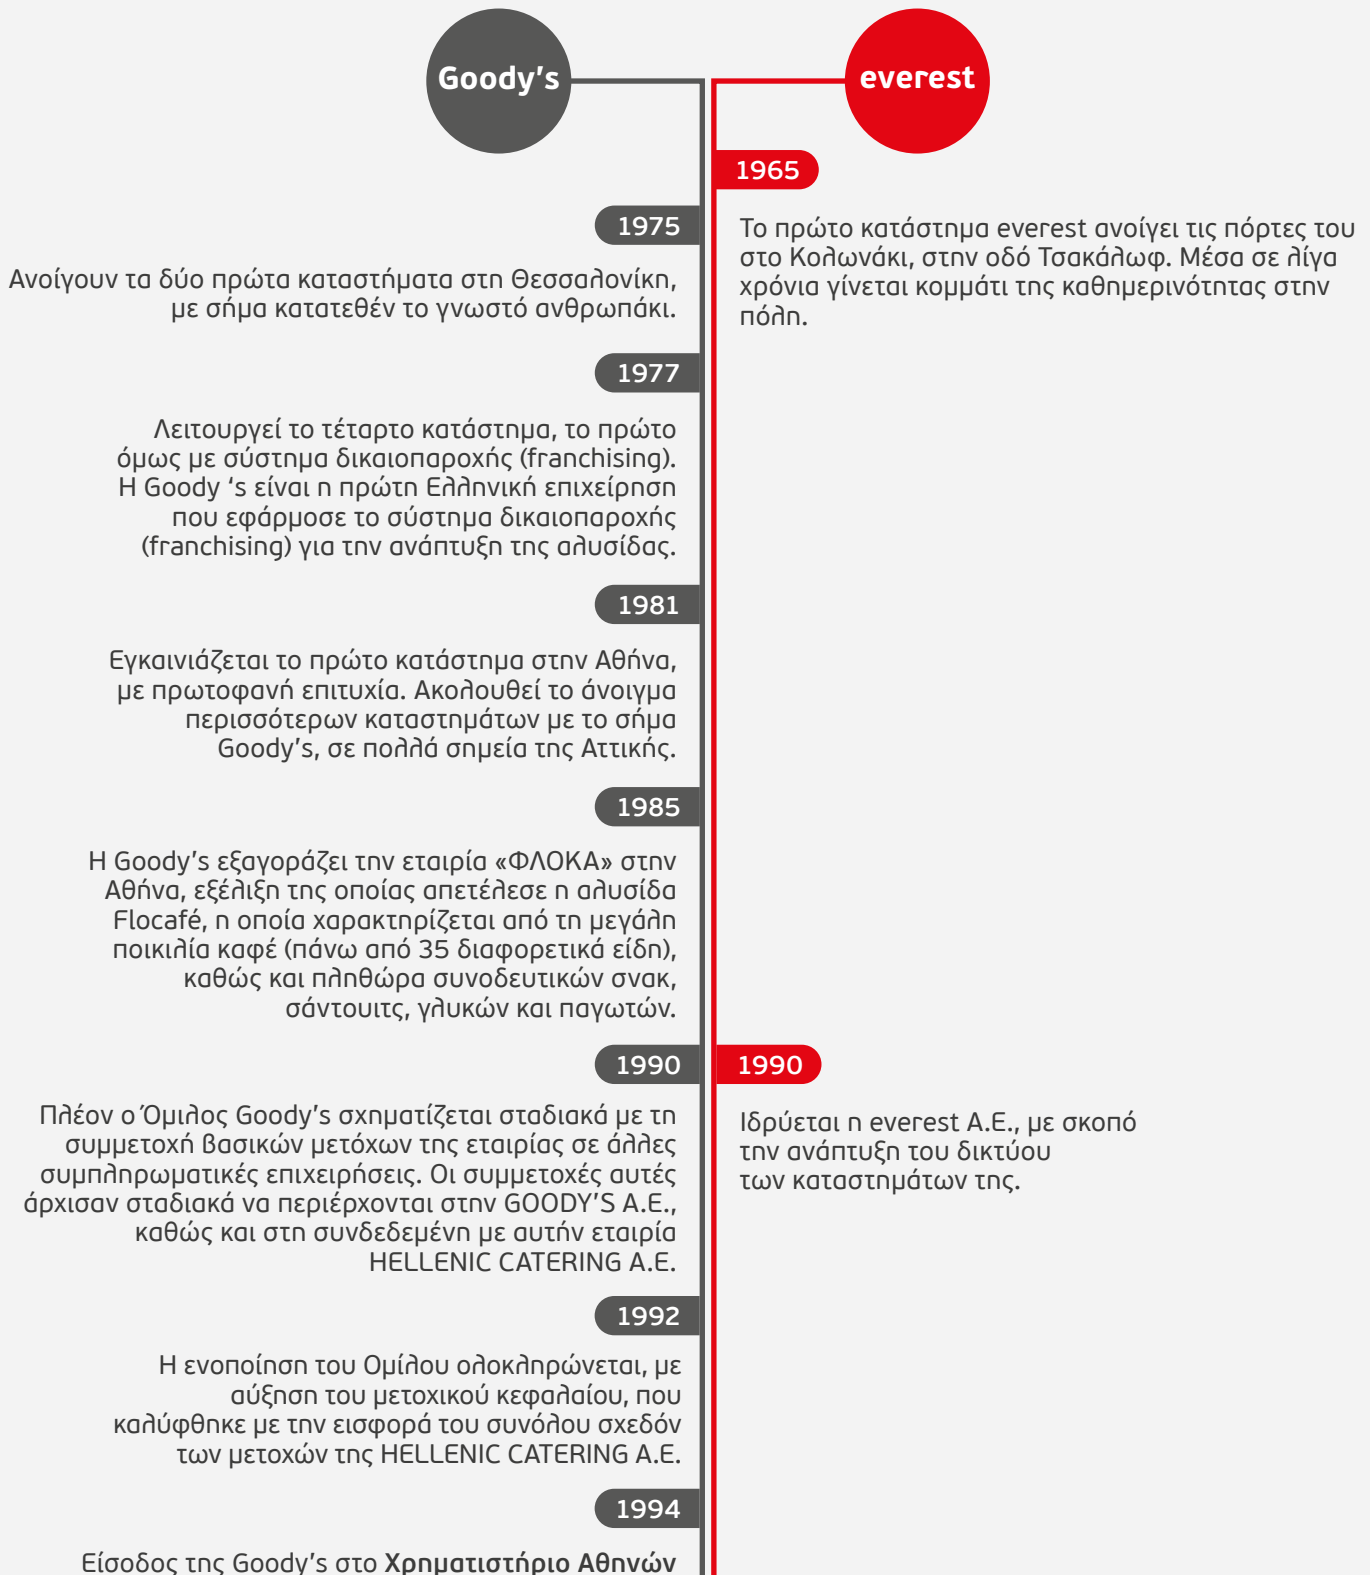 Goody's
everest
1965
Το πρώτο κατάστημα everest ανοίγει τις πόρτες του
στο Κολωνάκι, στην οδό Τσακάλωφ. Μέσα σε λίγα
χρόνια γίνεται κομμάτι της καθημερινότητας στην
πόλη.
1975
Ανοίγουν τα δύο πρώτα καταστήματα στη Θεσσαλονίκη,
με σήμα κατατεθέν το γνωστό ανθρωπάκι.
1977
Λειτουργεί το τέταρτο κατάστημα, το πρώτο
όμως με σύστημα δικαιοπαροχής (franchising).
Η Goody 's είναι η πρώτη Ελληνική επιχείρηση
που εφάρμοσε το σύστημα δικαιοπαροχής
(franchising) για την ανάπτυξη της αλυσίδας.
1981
Εγκαινιάζεται το πρώτο κατάστημα στην Αθήνα,
με πρωτοφανή επιτυχία. Ακολουθεί το άνοιγμα
περισσότερων καταστημάτων με το σήμα
Goody's, σε πολλά σημεία της Αττικής.
1985
Η Goody's εξαγοράζει την εταιρία «ΦΛΟΚΑ» στην
Αθήνα, εξέλιξη της οποίας απετέλεσε η αλυσίδα
Flocafé, η οποία χαρακτηρίζεται από τη μεγάλη
ποικιλία καφέ (πάνω από 35 διαφορετικά είδη),
καθώς και πληθώρα συνοδευτικών σνακ,
σάντουιτς, γλυκών και παγωτών.
1990
Πλέον ο Όμιλος Goody's σχηματίζεται σταδιακά με τη
συμμετοχή βασικών μετόχων της εταιρίας σε άλλες
συμπληρωματικές επιχειρήσεις. Οι συμμετοχές αυτές
άρχισαν σταδιακά να περιέρχονται στην GOODY'S Α.Ε.,
καθώς και στη συνδεδεμένη με αυτήν εταιρία
HELLENIC CATERING Α.Ε.
1990
Ιδρύεται η everest Α.Ε., με σκοπό
την ανάπτυξη του δικτύου
των καταστημάτων της.
1992
Η ενοποίηση του Ομίλου ολοκληρώνεται, με
αύξηση του μετοχικού κεφαλαίου, που
καλύφθηκε με την εισφορά του συνόλου σχεδόν
των μετοχών της HELLENIC CATERING Α.Ε.
1994
Είσοδος της Goody's στο Χρηματιστήριο Αθηνών